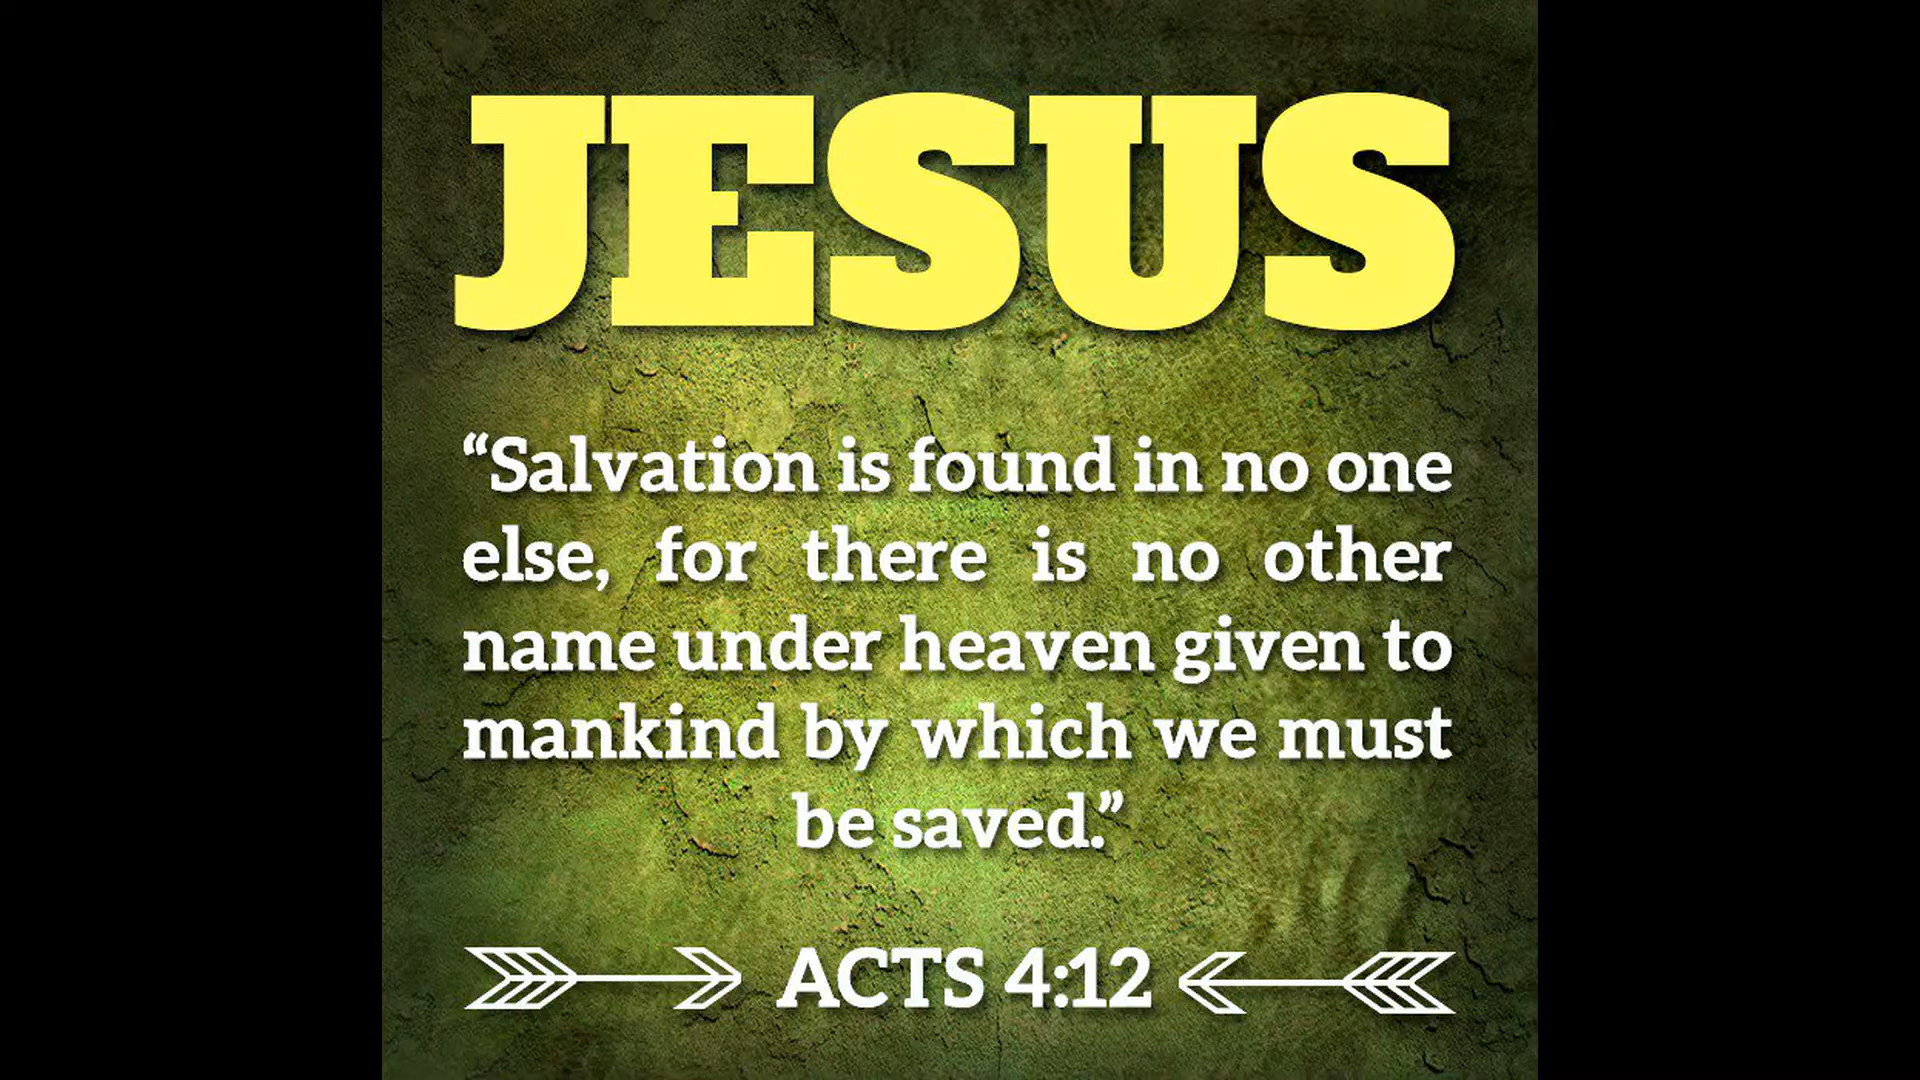 JESUS
“Salvation is found in no one
else, for there is no other
name under heaven given to
mankind by which we must
be saved.”
ACTS 4:12